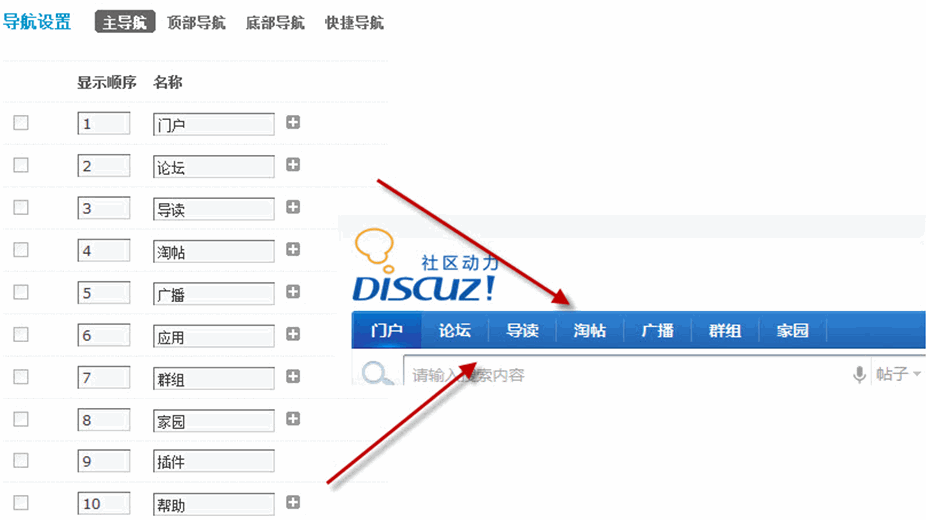 导航设置 主导航 顶部导航 底部导航 快捷导航
显示顺序 名称
1 门户
2 论坛
3 导读
4 淘帖
5 广播
6 应用
7 群组
8 家园
9 插件
10 帮助
社区动力
DISCUZ!
门户 论坛 导读 淘帖 广播 群组 家园
请输入搜索内容 帖子